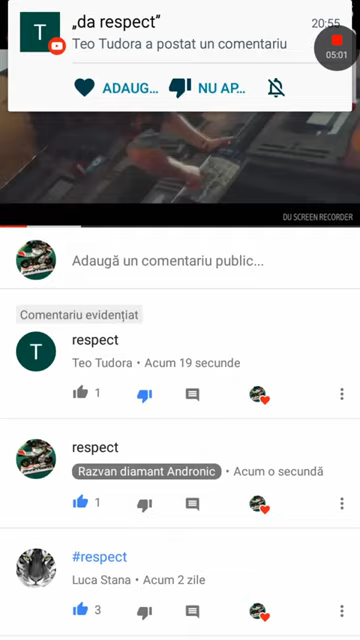 T
„da respect”
20:55
Teo Tudora a postat un comentariu
05:01
ADAUG...
NU AP...
DU SCREEN RECORDER
Adaugă un comentariu public...
Comentariu evidențiat
T
respect
Teo Tudora • Acum 19 secunde
1
respect
Razvan diamant Andronic • Acum o secundă
1
#respect
Luca Stana • Acum 2 zile
3